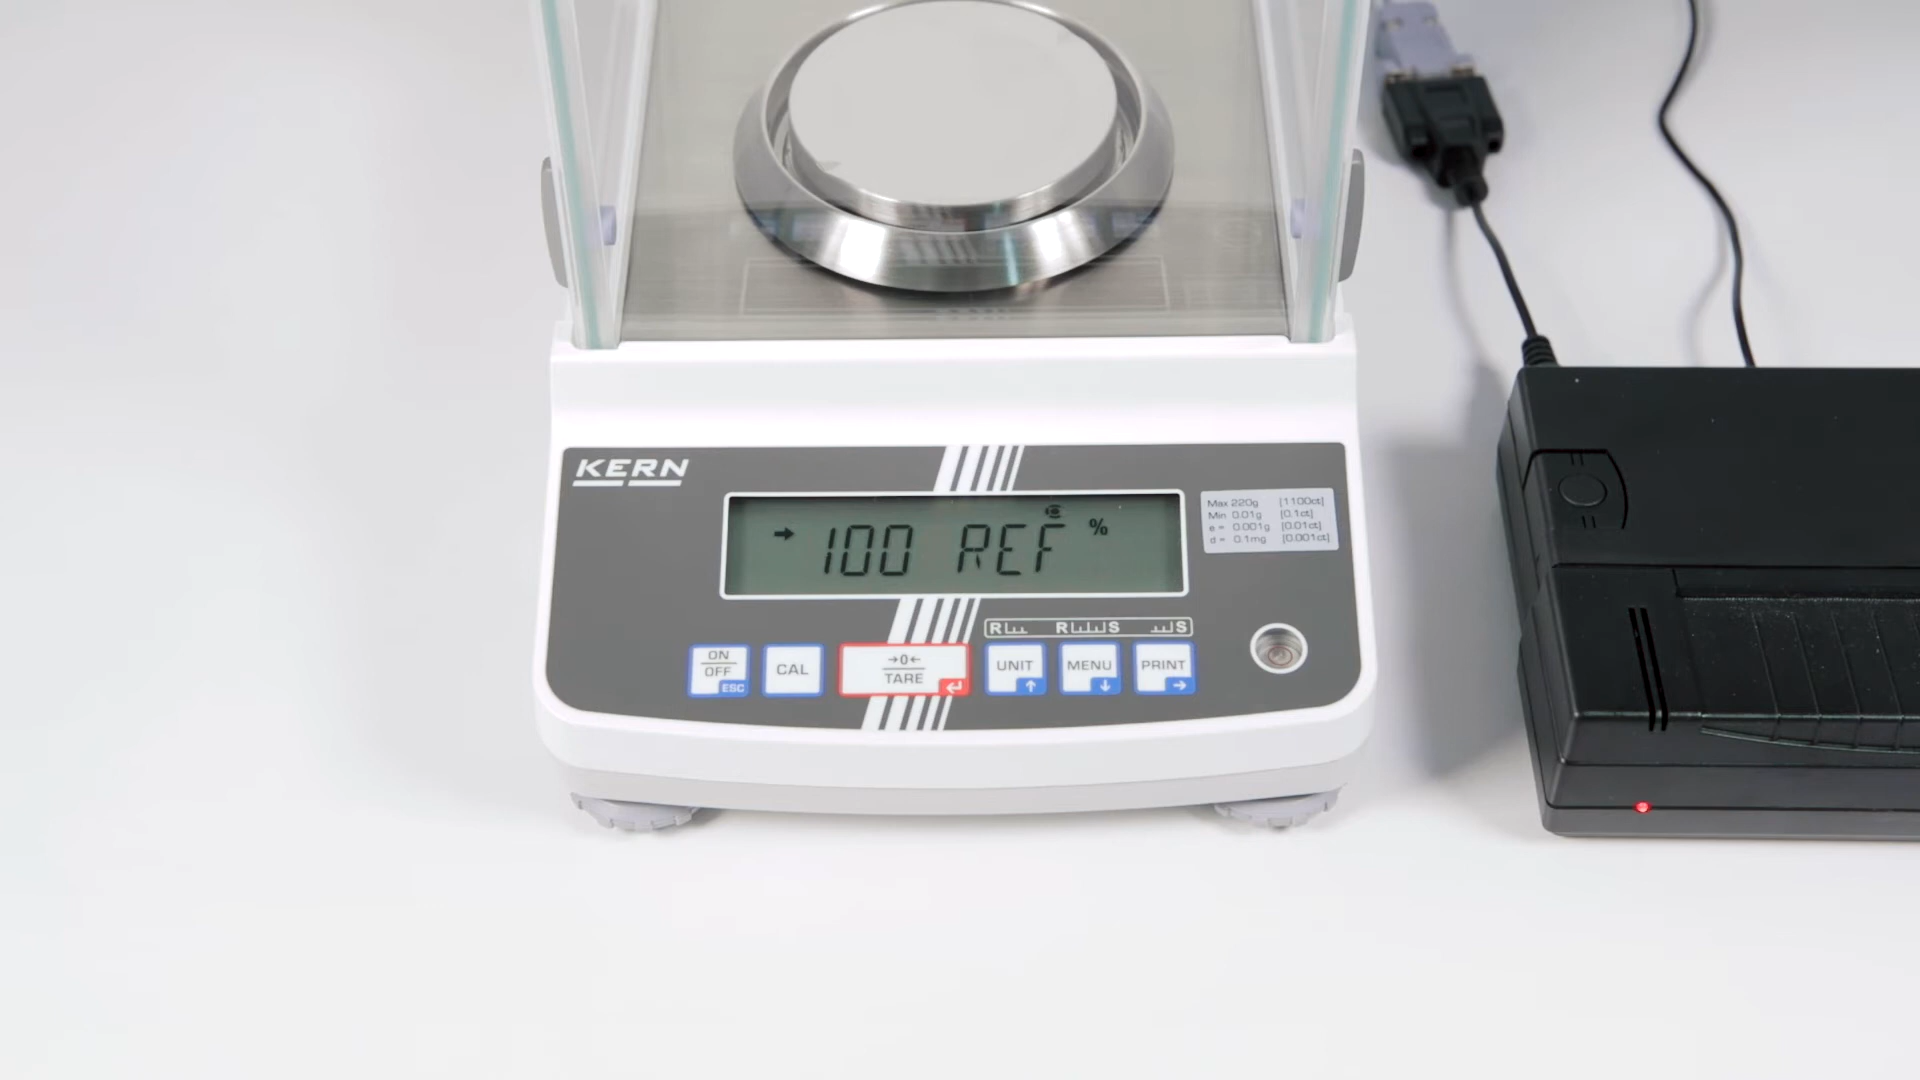 KERN
→ 100 REF %
Max 220g [1100ct]
Min 0.01g [0.1ct]
e = 0.001g [0.01ct]
d = 0.1mg [0.001ct]
R R S S
ON
OFF
ESC
CAL
→0←
TARE
UNIT
MENU
PRINT